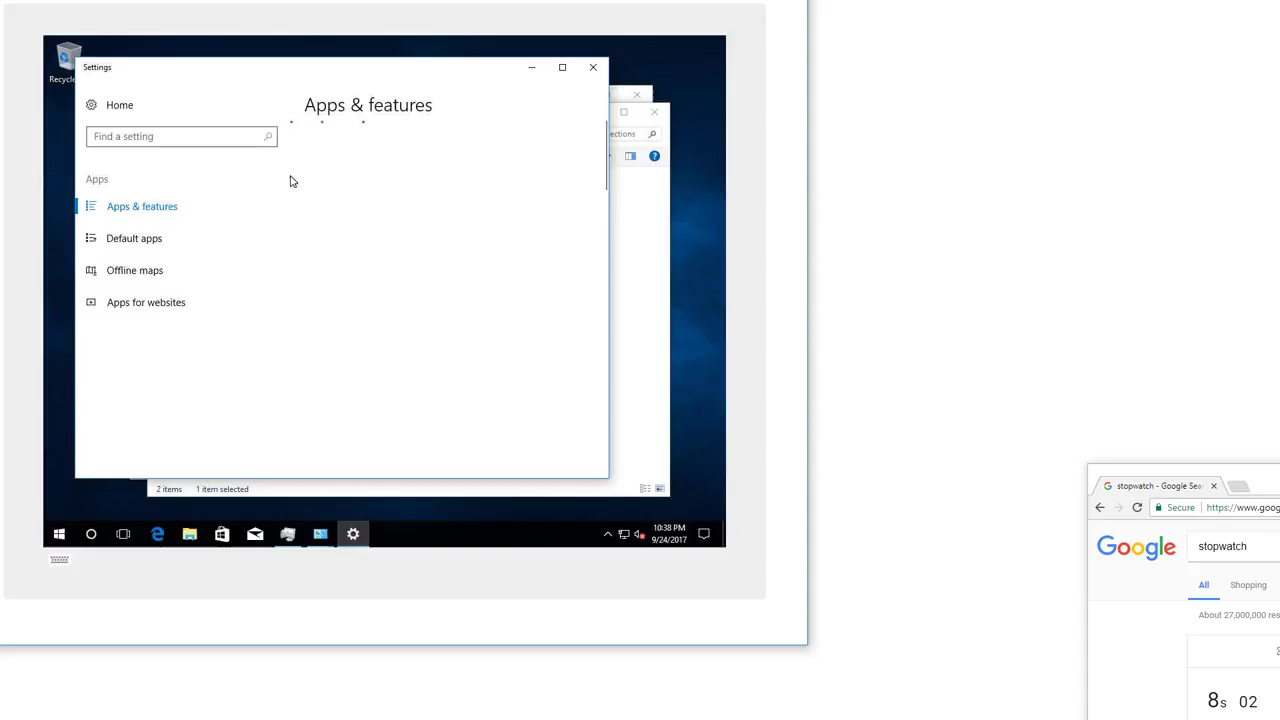 Recycle
Settings
Home
Apps & features
Find a setting
ections
Apps
Apps & features
Default apps
Offline maps
Apps for websites
2 items 1 item selected
10:38 PM
9/24/2017
stopwatch - Google Sea
Secure https://www.goog
Google stopwatch
All Shopping
About 27,000,000 res
8s 02